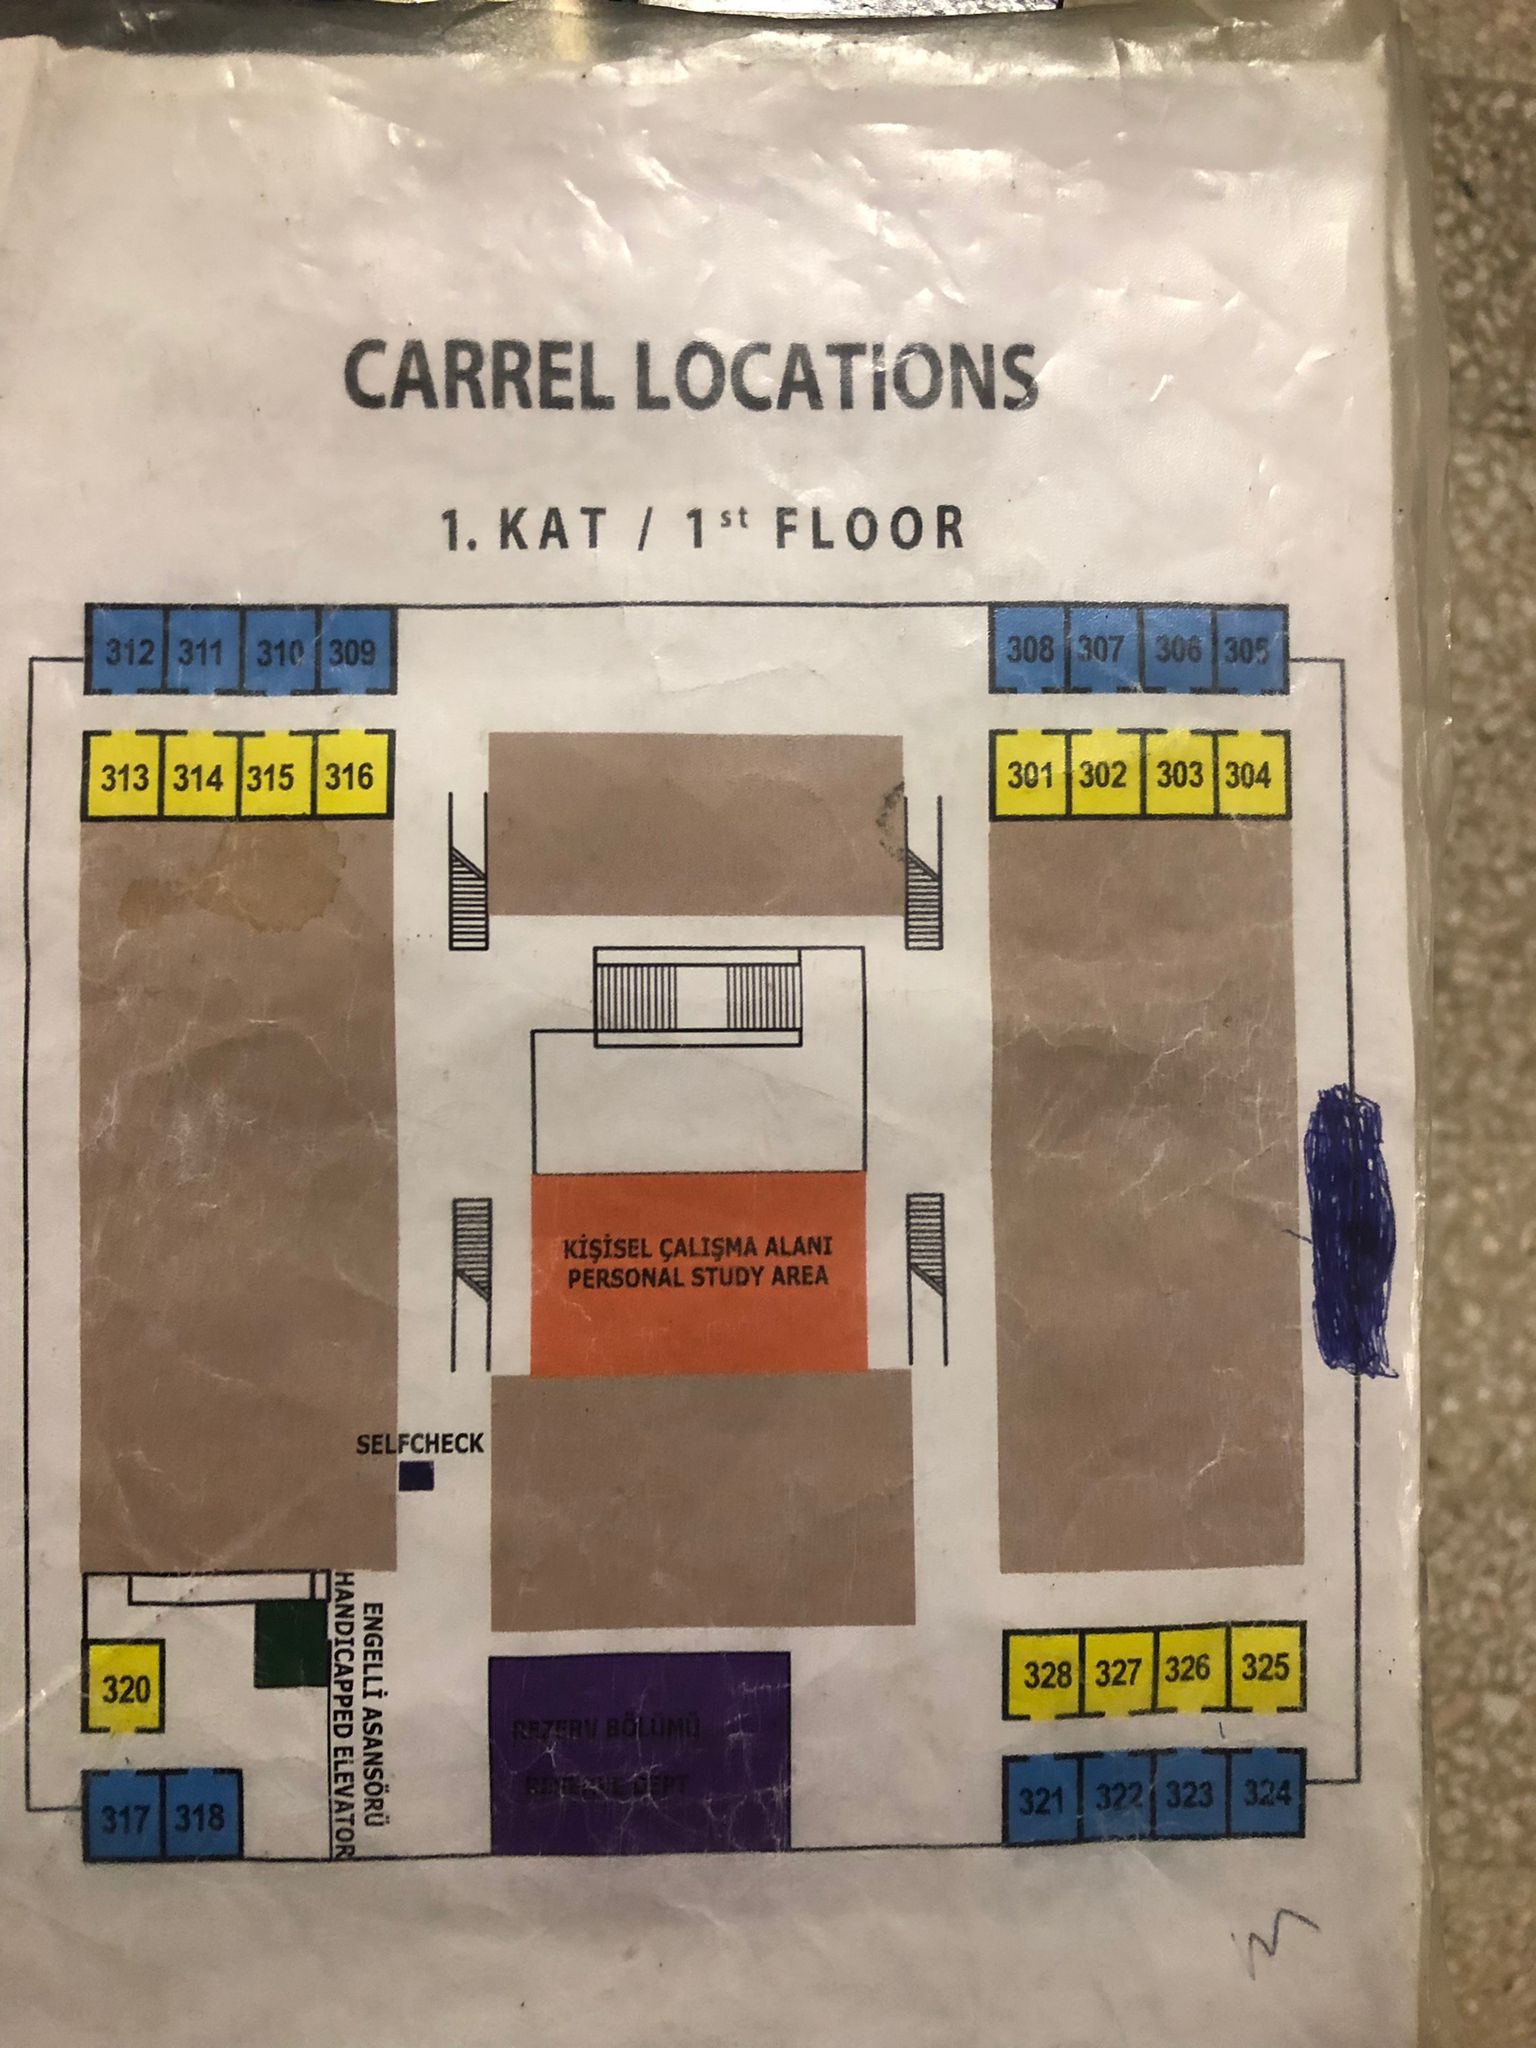 CARREL LOCATIONS
1. KAT / 1st FLOOR
312 311 310 309
308 307 306 305
313 314 315 316
301 302 303 304
KİŞİSEL ÇALIŞMA ALANI
PERSONAL STUDY AREA
SELFCHECK
ENGELLİ ASANSÖRÜ
HANDICAPPED ELEVATOR
320
328 327 326 325
REZERV BÖLÜMÜ
RESERVE DEPT
317 318
321 322 323 324